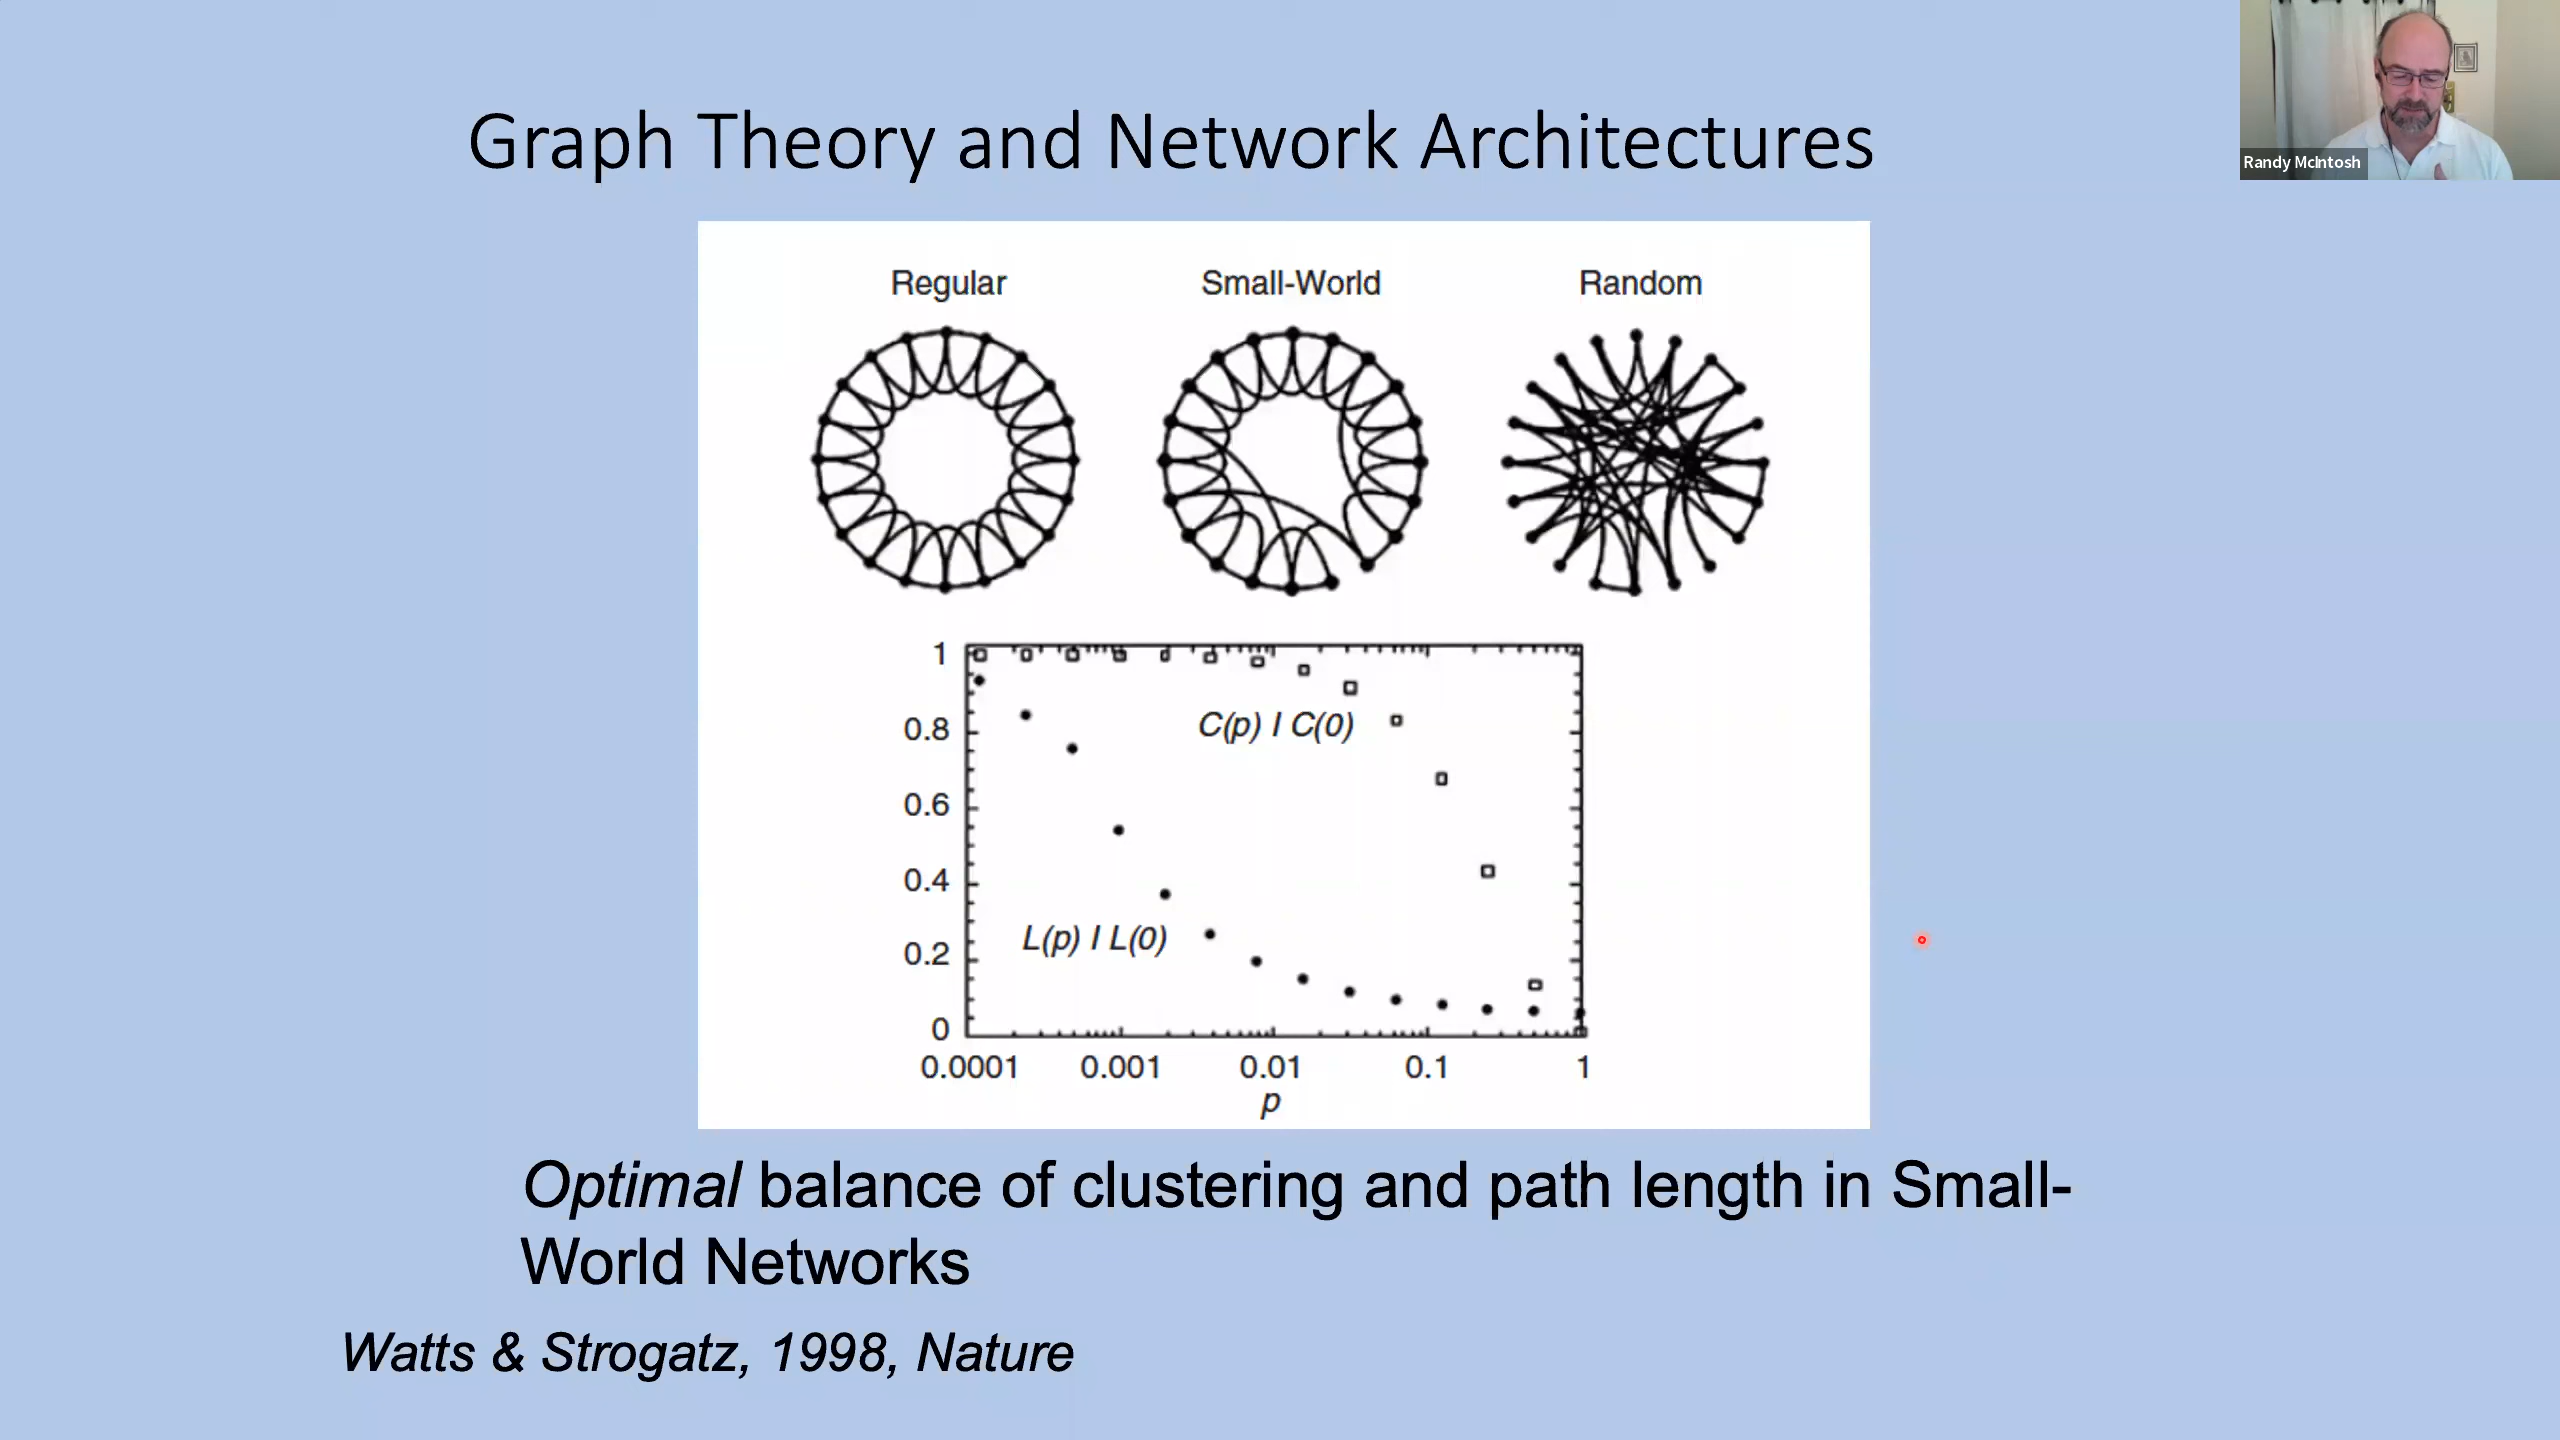 Graph Theory and Network Architectures
Randy McIntosh
Regular Small-World Random
1
0.8
C(p) / C(0)
0.6
0.4
L(p) / L(0)
0.2
0
0.0001 0.001 0.01 0.1 1
p
Optimal balance of clustering and path length in Small-
World Networks
Watts & Strogatz, 1998, Nature